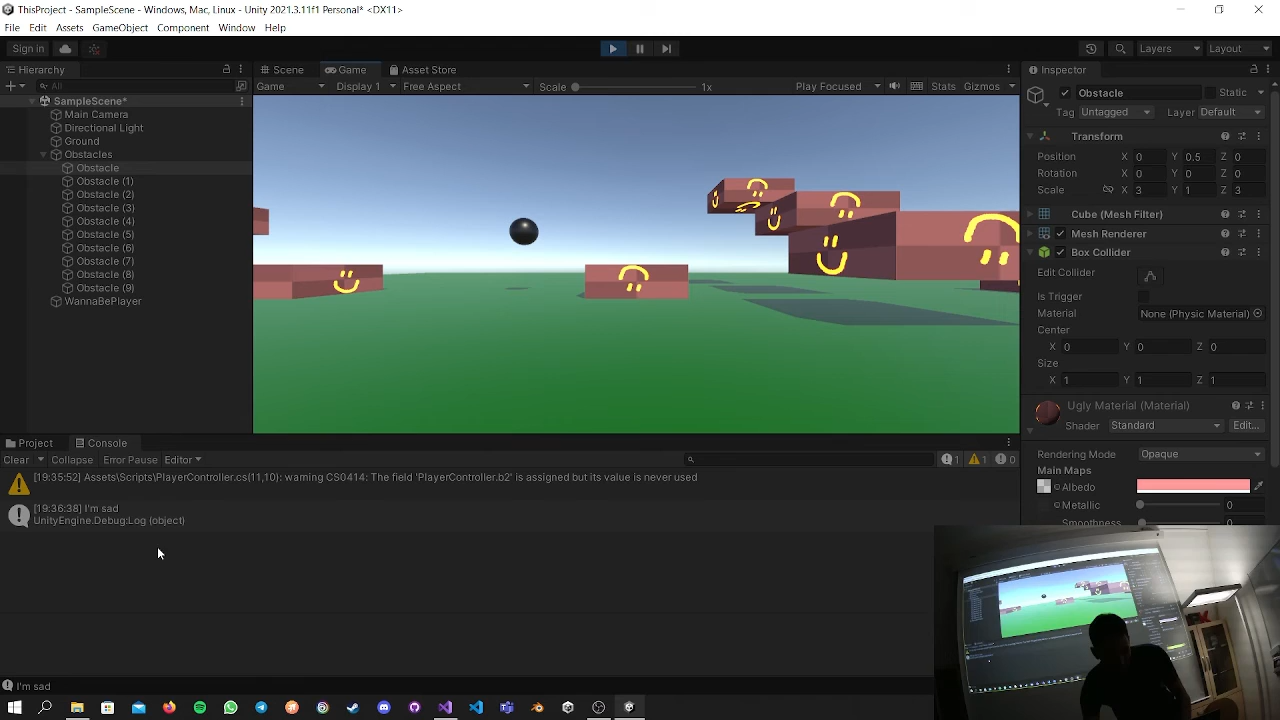 ThisProject - SampleScene - Windows, Mac, Linux - Unity 2021.3.11f1 Personal* <DX11>
File Edit Assets GameObject Component Window Help
Sign in Layers Layout
Hierarchy Scene Game Asset Store Inspector
All Game Display 1 Free Aspect Scale 1x Play Focused Stats Gizmos
Obstacle Static
SampleScene*
Main Camera
Directional Light
Ground
Obstacles
Obstacle
Obstacle (1)
Obstacle (2)
Obstacle (3)
Obstacle (4)
Obstacle (5)
Obstacle (6)
Obstacle (7)
Obstacle (8)
Obstacle (9)
WannaBePlayer
Tag Untagged Layer Default
Transform
Position X 0 Y 0.5 Z 0
Rotation X 0 Y 0 Z 0
Scale X 3 Y 1 Z 3
Cube (Mesh Filter)
Mesh Renderer
Box Collider
Edit Collider
Is Trigger
Material None (Physic Material)
Center
X 0 Y 0 Z 0
Size
X 1 Y 1 Z 1
Ugly Material (Material)
Shader Standard Edit...
Rendering Mode Opaque
Main Maps
Albedo
Metallic 0
Smoothness 0
Project Console
Clear Collapse Error Pause Editor 1 1 0
[19:35:52] Assets\Scripts\PlayerController.cs(11,10): warning CS0414: The field 'PlayerController.b2' is assigned but its value is never used
[19:36:38] I'm sad
UnityEngine.Debug:Log (object)
I'm sad